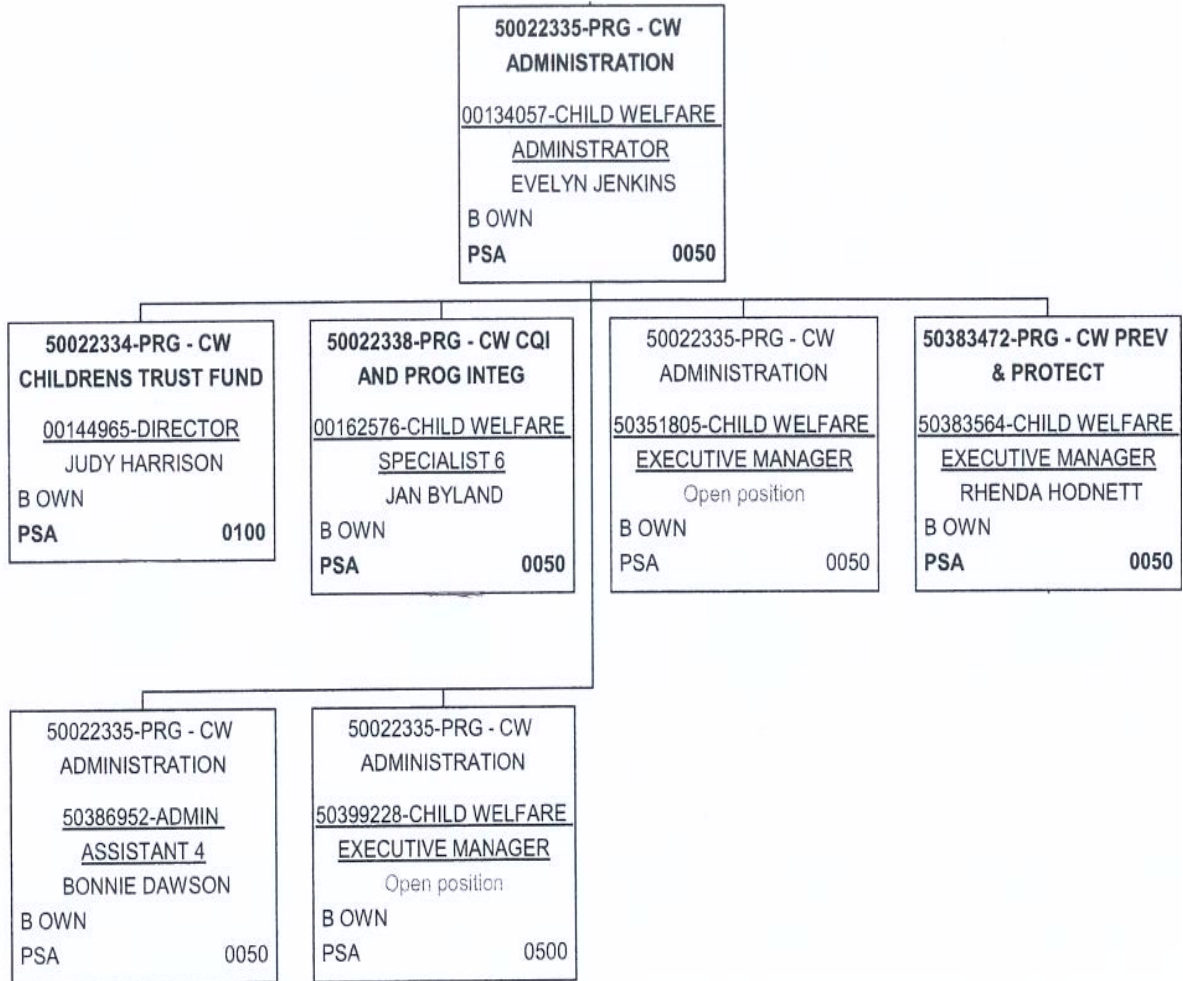 50022335-PRG - CW
ADMINISTRATION
00134057-CHILD WELFARE
ADMINSTRATOR
EVELYN JENKINS
B OWN
PSA 0050
50022334-PRG - CW
CHILDRENS TRUST FUND
00144965-DIRECTOR
JUDY HARRISON
B OWN
PSA 0100
50022338-PRG - CW CQI
AND PROG INTEG
00162576-CHILD WELFARE
SPECIALIST 6
JAN BYLAND
B OWN
PSA 0050
50022335-PRG - CW
ADMINISTRATION
50351805-CHILD WELFARE
EXECUTIVE MANAGER
Open position
B OWN
PSA 0050
50383472-PRG - CW PREV
& PROTECT
50383564-CHILD WELFARE
EXECUTIVE MANAGER
RHENDA HODNETT
B OWN
PSA 0050
50022335-PRG - CW
ADMINISTRATION
50386952-ADMIN
ASSISTANT 4
BONNIE DAWSON
B OWN
PSA 0050
50022335-PRG - CW
ADMINISTRATION
50399228-CHILD WELFARE
EXECUTIVE MANAGER
Open position
B OWN
PSA 0500